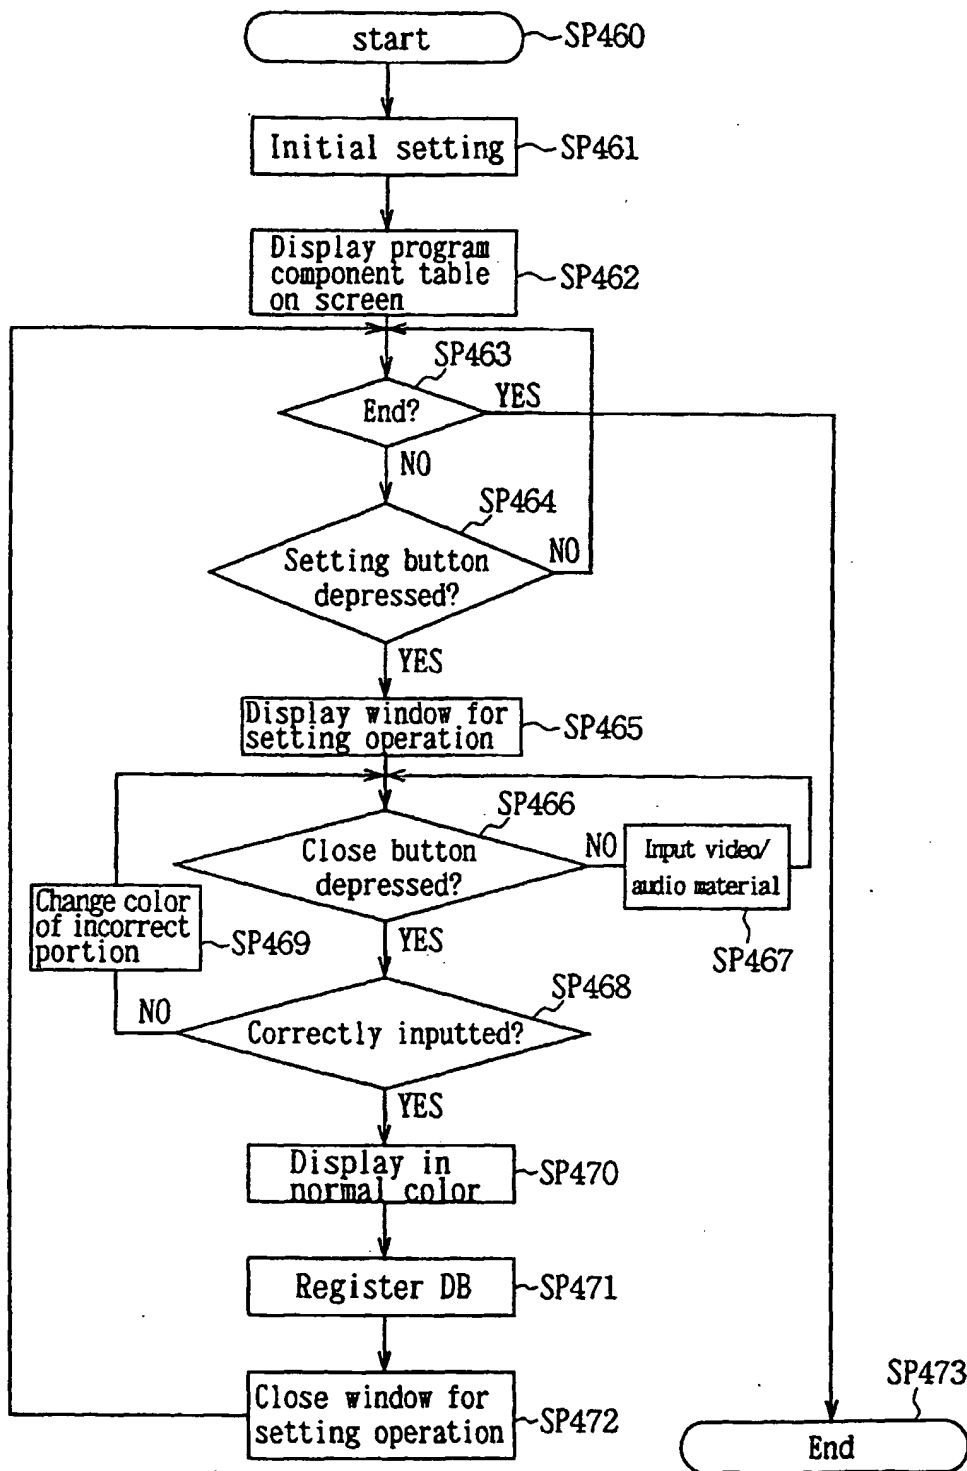 start
SP460
Initial setting
SP461
Display program
component table
on screen
SP462
SP463
End?
YES
NO
SP464
Setting button
depressed?
NO
YES
Display window for
setting operation
SP465
SP466
Close button
depressed?
NO
Input video/
audio material
SP467
YES
Change color
of incorrect
portion
SP469
SP468
NO
Correctly inputted?
YES
Display in
normal color
SP470
Register DB
SP471
Close window for
setting operation
SP472
SP473
End